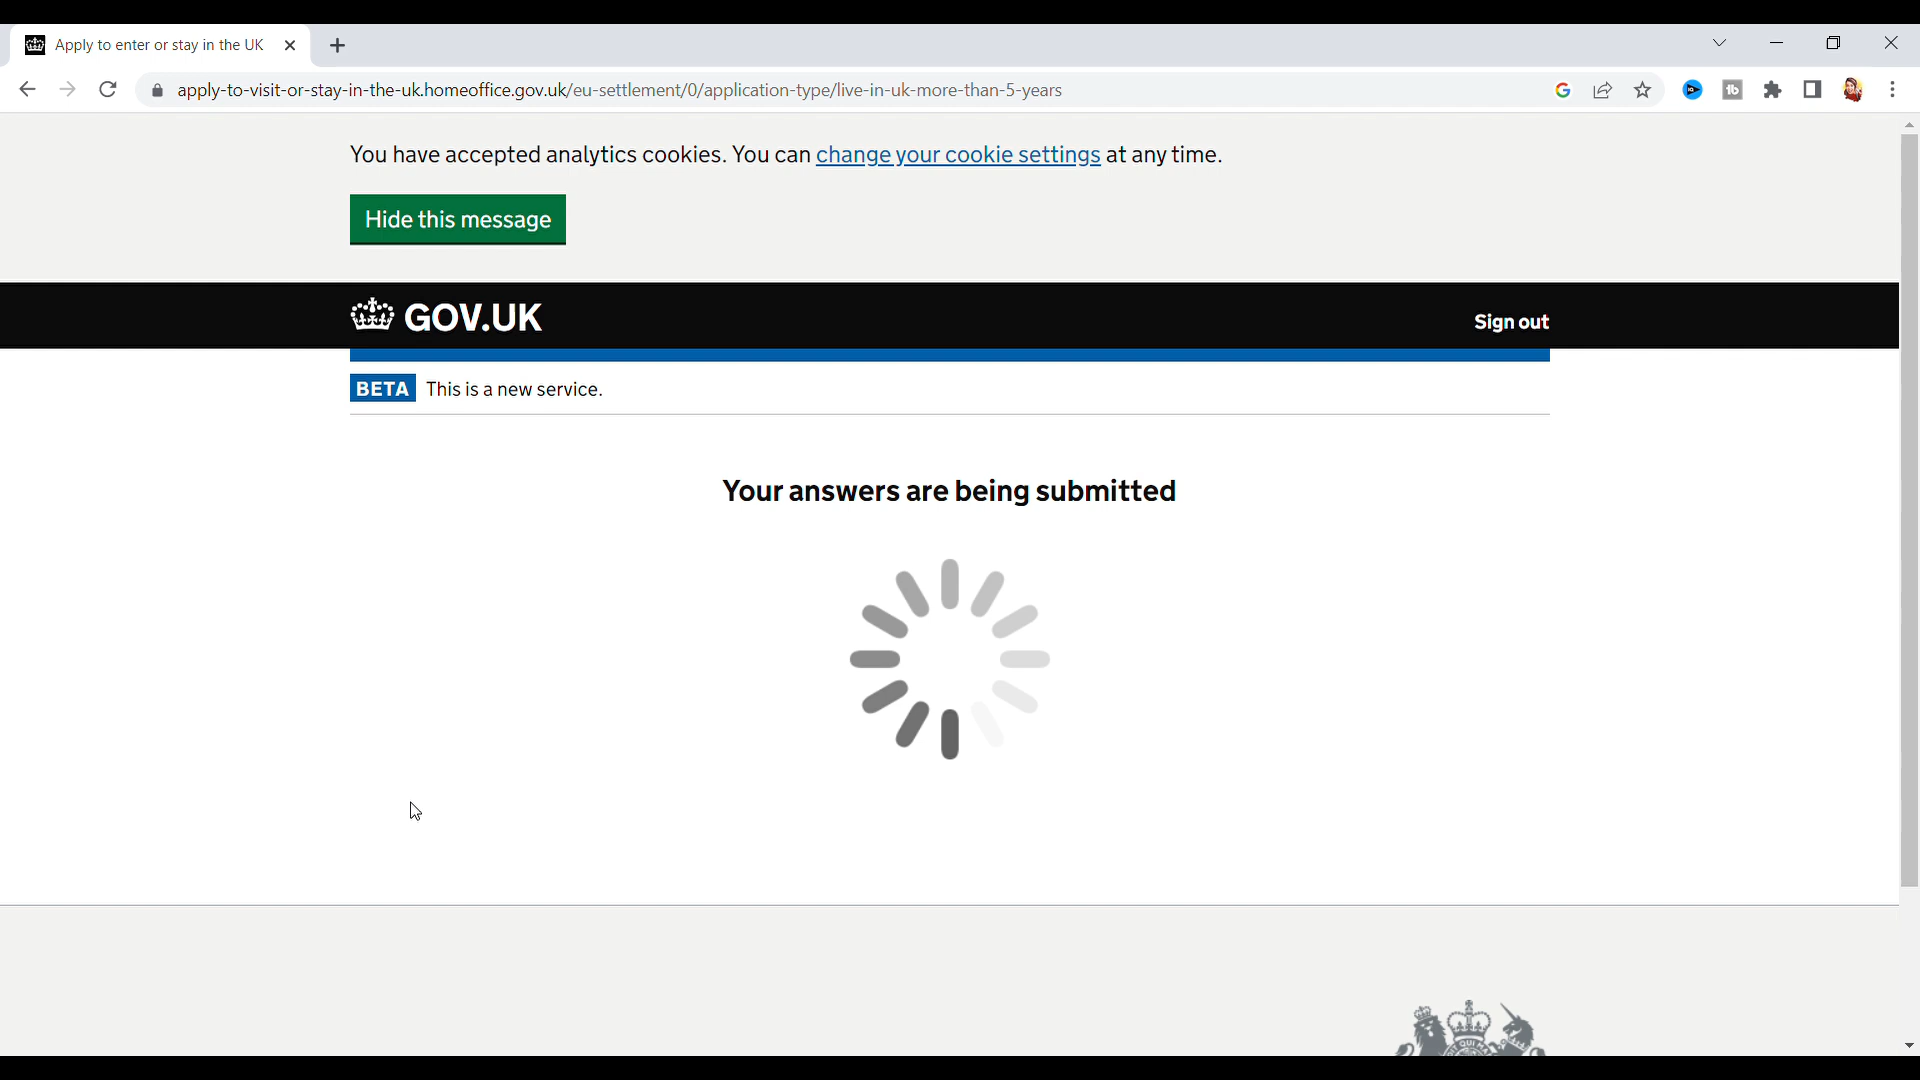 Apply to enter or stay in the UK
apply-to-visit-or-stay-in-the-uk.homeoffice.gov.uk/eu-settlement/0/application-type/live-in-uk-more-than-5-years
You have accepted analytics cookies. You can change your cookie settings at any time.
Hide this message
GOV.UK
Sign out
BETA This is a new service.
Your answers are being submitted